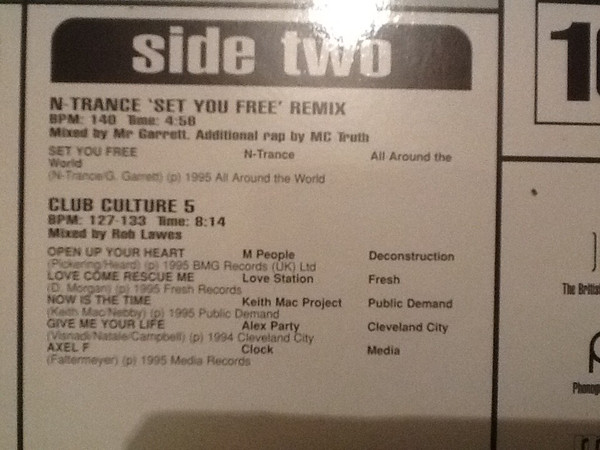 side two
N-TRANCE 'SET YOU FREE' REMIX
BPM: 140 Time: 4:58
Mixed by Mr Garrett. Additional rap by MC Truth
SET YOU FREE N-Trance All Around the
World
(N-Trance/G. Garrett) (p) 1995 All Around the World
CLUB CULTURE 5
BPM: 127-133 Time: 8:14
Mixed by Rob Lawes
OPEN UP YOUR HEART M People Deconstruction
(Pickering/Heard) (p) 1995 BMG Records (UK) Ltd
LOVE COME RESCUE ME Love Station Fresh
(D. Morgan) (p) 1995 Fresh Records
NOW IS THE TIME Keith Mac Project Public Demand
(Keith Mac/Nebby) (p) 1995 Public Demand
GIVE ME YOUR LIFE Alex Party Cleveland City
(Visnadi/Natale/Campbell) (p) 1994 Cleveland City
AXEL F Clock Media
(Faltermeyer) (p) 1995 Media Records
The British